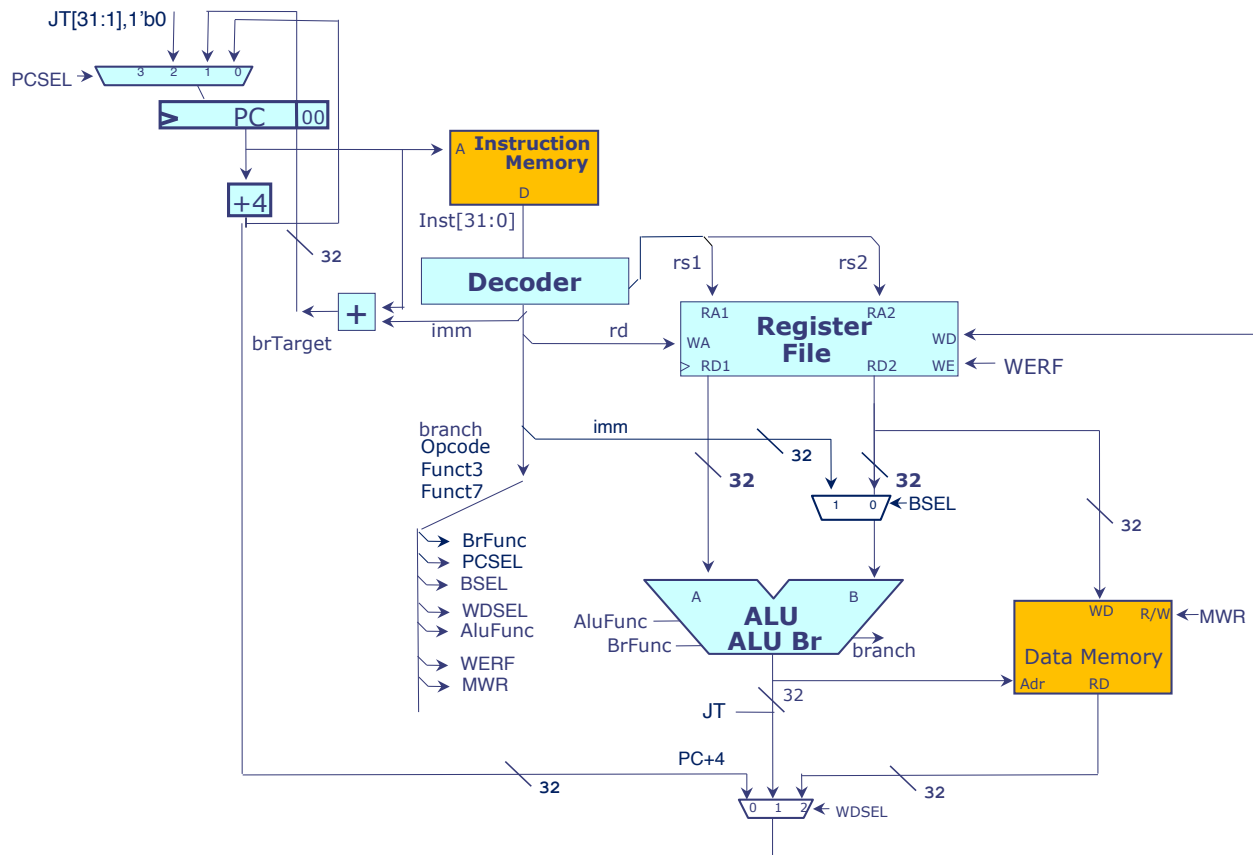 JT[31:1],1'b0
PCSEL
3 2 1 0
PC 00
A Instruction
Memory
D
+4
Inst[31:0]
32
Decoder
rs1
rs2
RA1
RA2
Register
File
WA
WD
RD1
RD2
WE
WERF
+
imm
brTarget
rd
branch
Opcode
Funct3
Funct7
imm
32
32
32
1 0
BSEL
32
BrFunc
PCSEL
BSEL
WDSEL
AluFunc
WERF
MWR
A
B
ALU
ALU Br
AluFunc
BrFunc
branch
WD
R/W
MWR
Data Memory
Adr
RD
32
JT
PC+4
32
32
0 1 2
WDSEL